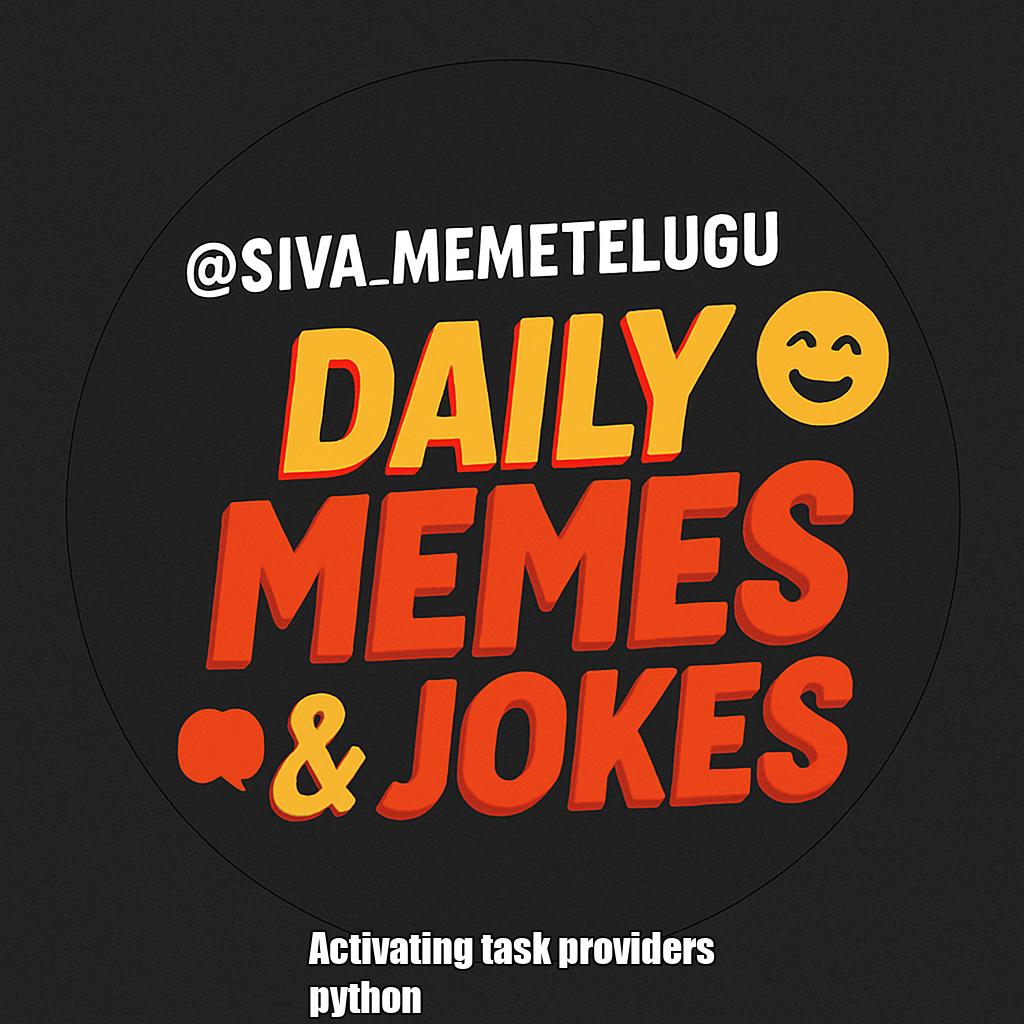 @SIVA_MEMETELUGU
DAILY
MEMES
& JOKES
Activating task providers
python